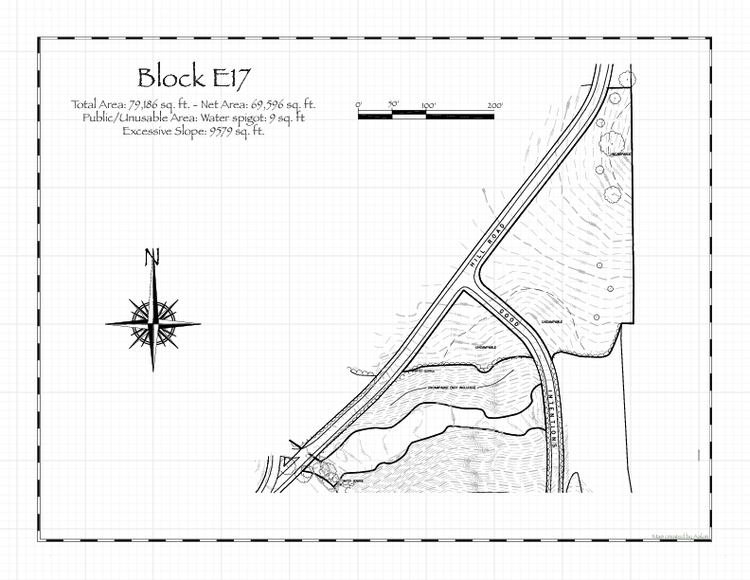 Block E17
Total Area: 79,186 sq. ft. - Net Area: 69,596 sq. ft.
Public/Unusable Area: Water spigot: 9 sq. ft
Excessive Slope: 9579 sq. ft.
0'
50'
100'
200'
N
HILL ROAD
GOOD
INTENTIONS
UNCAMPABLE
UNCAMPABLE
Map created by